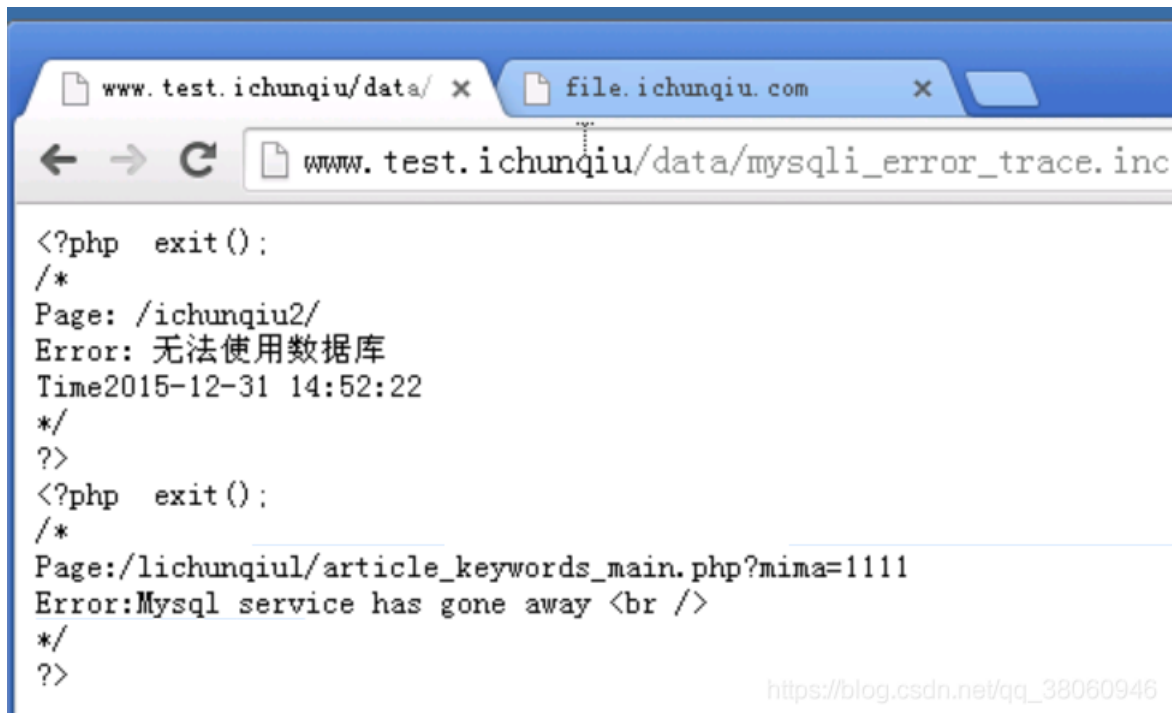 www.test.ichunqiu/data/
file.ichunqiu.com
www.test.ichunqiu/data/mysqli_error_trace.inc
<?php  exit();
/*
Page: /ichunqiu2/
Error: 无法使用数据库
Time2015-12-31 14:52:22
*/
?>
<?php  exit();
/*
Page:/lichunqiul/article_keywords_main.php?mima=1111
Error:Mysql service has gone away <br />
*/
?>
https://blog.csdn.net/qq_38060946